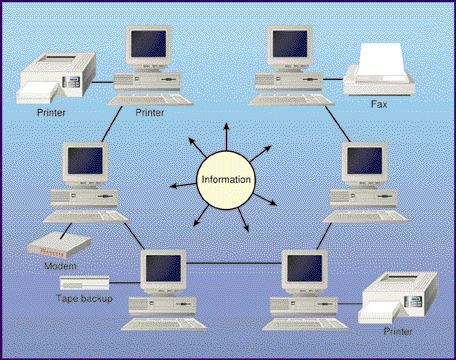 Printer
Printer
Fax
Information
Modem
Tape backup
Printer